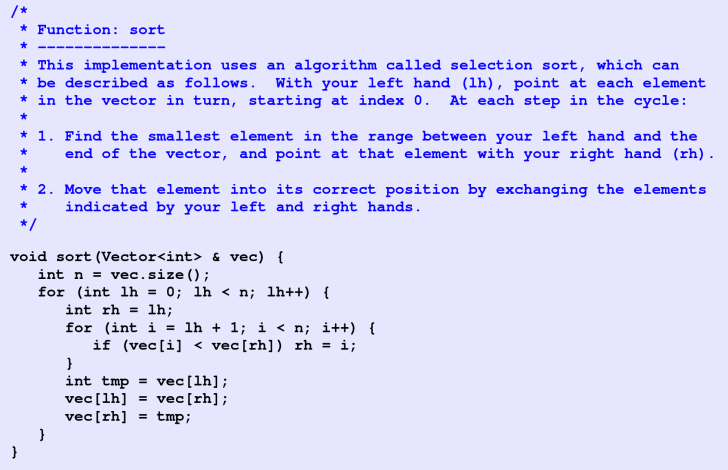 /*
 * Function: sort
 * --------------
 * This implementation uses an algorithm called selection sort, which can
 * be described as follows.  With your left hand (lh), point at each element
 * in the vector in turn, starting at index 0.  At each step in the cycle:
 *
 * 1. Find the smallest element in the range between your left hand and the
 *    end of the vector, and point at that element with your right hand (rh).
 *
 * 2. Move that element into its correct position by exchanging the elements
 *    indicated by your left and right hands.
 */
void sort(Vector<int> & vec) {
   int n = vec.size();
   for (int lh = 0; lh < n; lh++) {
      int rh = lh;
      for (int i = lh + 1; i < n; i++) {
         if (vec[i] < vec[rh]) rh = i;
      }
      int tmp = vec[lh];
      vec[lh] = vec[rh];
      vec[rh] = tmp;
   }
}